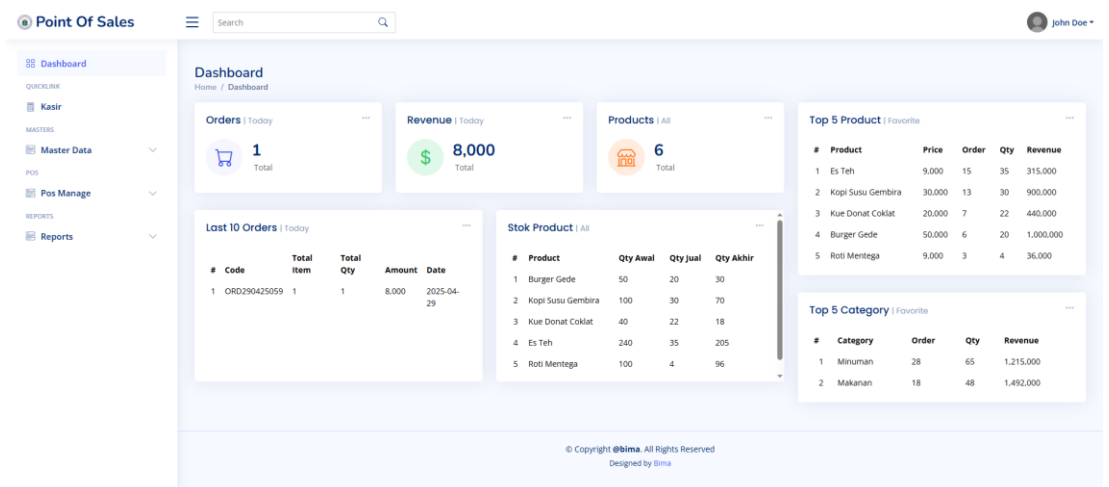 Point Of Sales
Search
John Doe
Dashboard
QUICKLINK
Kasir
MASTERS
Master Data
POS
Pos Manage
REPORTS
Reports
Dashboard
Home / Dashboard
Orders | Today
1
Total
Revenue | Today
8,000
Total
Products | All
6
Total
Last 10 Orders | Today
# Code Total Item Total Qty Amount Date
1 ORD290425059 1 1 8,000 2025-04-29
Stok Product | All
# Product Qty Awal Qty Jual Qty Akhir
1 Burger Gede 50 20 30
2 Kopi Susu Gembira 100 30 70
3 Kue Donat Coklat 40 22 18
4 Es Teh 240 35 205
5 Roti Mentega 100 4 96
Top 5 Product | Favorite
# Product Price Order Qty Revenue
1 Es Teh 9,000 15 35 315,000
2 Kopi Susu Gembira 30,000 13 30 900,000
3 Kue Donat Coklat 20,000 7 22 440,000
4 Burger Gede 50,000 6 20 1,000,000
5 Roti Mentega 9,000 3 4 36,000
Top 5 Category | Favorite
# Category Order Qty Revenue
1 Minuman 28 65 1,215,000
2 Makanan 18 48 1,492,000
© Copyright @bima. All Rights Reserved
Designed by Bima